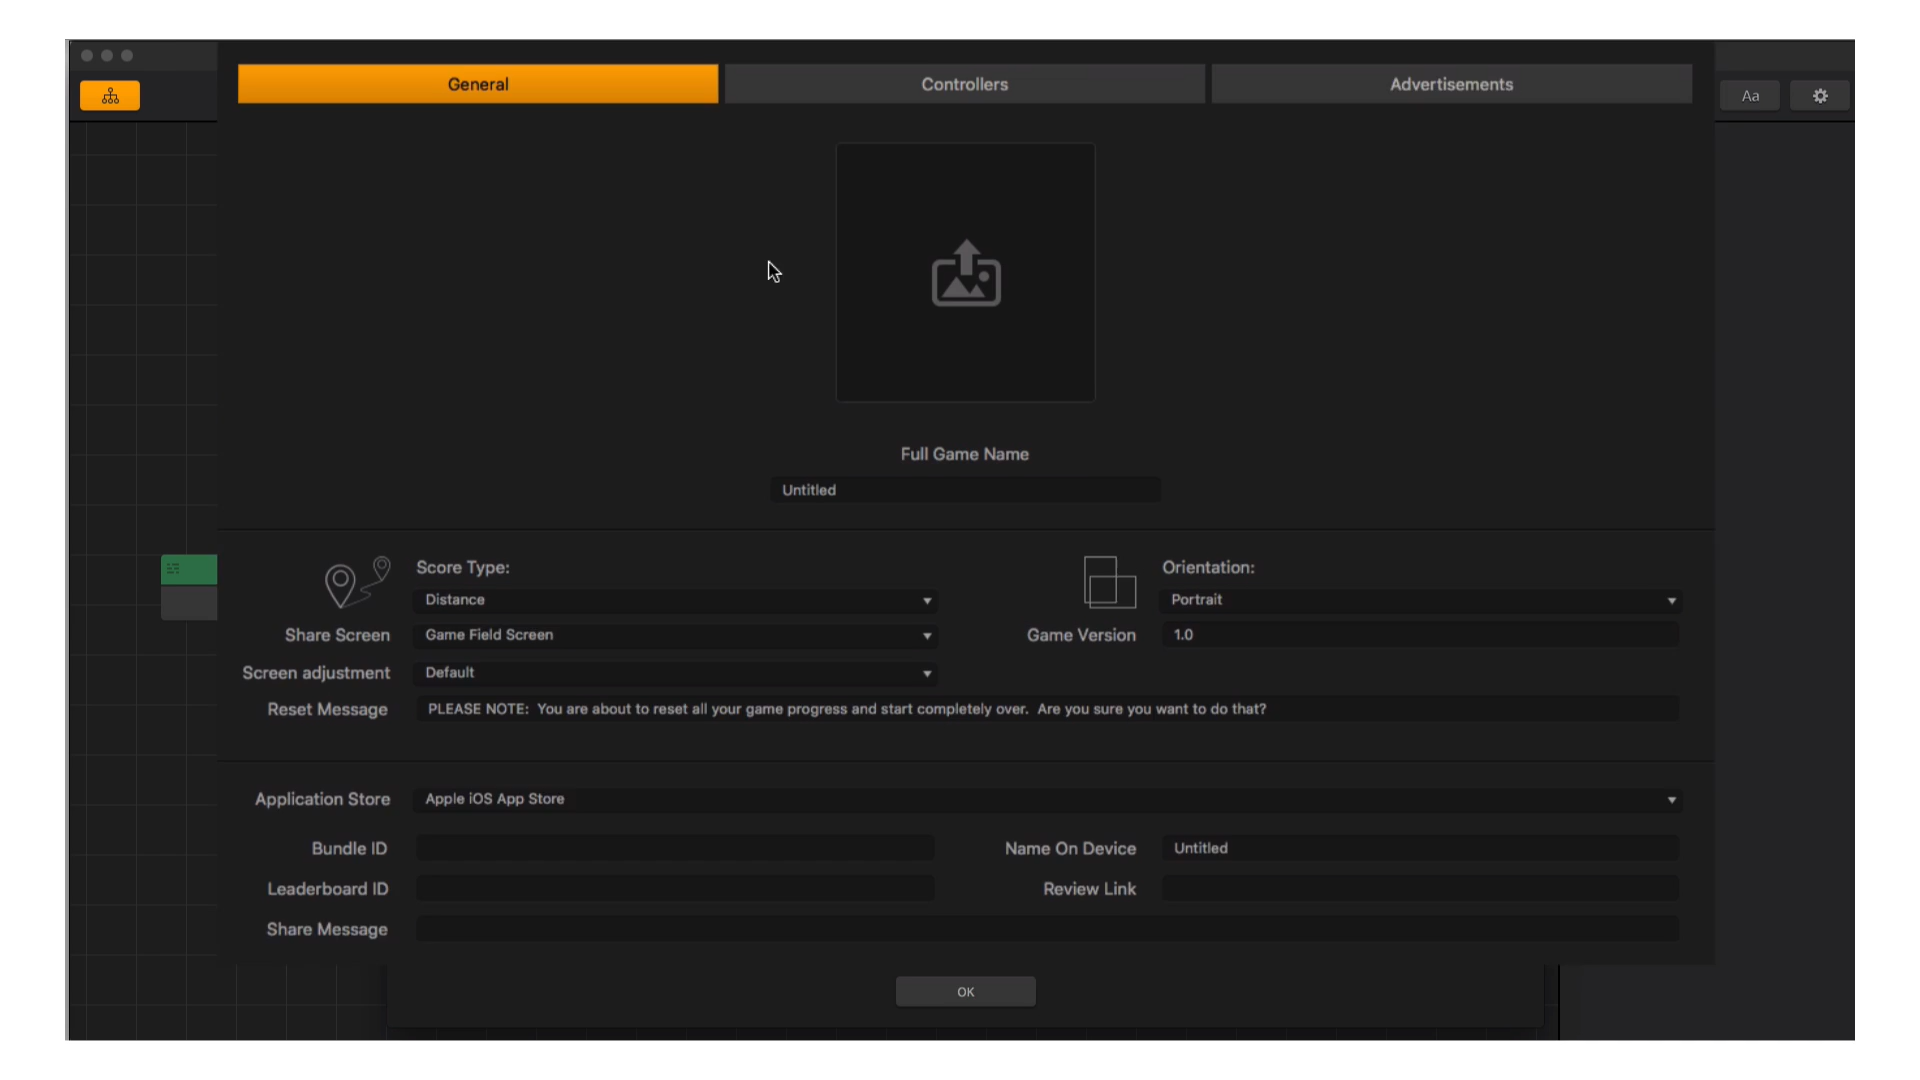 General
Controllers
Advertisements
Aa
Full Game Name
Untitled
Score Type:
Orientation:
Distance
Portrait
Share Screen
Game Field Screen
Game Version
1.0
Screen adjustment
Default
Reset Message
PLEASE NOTE:  You are about to reset all your game progress and start completely over.  Are you sure you want to do that?
Application Store
Apple iOS App Store
Bundle ID
Name On Device
Untitled
Leaderboard ID
Review Link
Share Message
OK